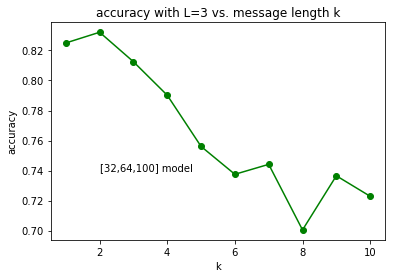 accuracy with L=3 vs. message length k
0.82
0.80
0.78
0.76
0.74
0.72
0.70
accuracy
[32,64,100] model
2 4 6 8 10
k